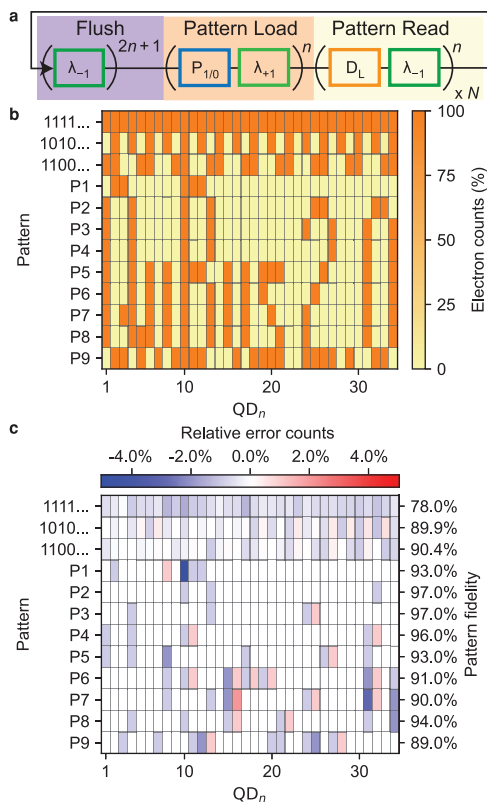 a
Flush Pattern Load Pattern Read
( λ₋₁ )²ⁿ⁺¹ ( P₁/₀ λ₊₁ )ⁿ ( D_L λ₋₁ )ⁿ
x N
b
1111...
1010...
1100...
P1
P2
P3
P4
P5
P6
P7
P8
P9
Pattern
1 10 20 30
QDₙ
100
75
50
25
0
Electron counts (%)
c
Relative error counts
-4.0% -2.0% 0.0% 2.0% 4.0%
1111... 78.0%
1010... 89.9%
1100... 90.4%
P1 93.0%
P2 97.0%
P3 97.0%
P4 96.0%
P5 93.0%
P6 91.0%
P7 90.0%
P8 94.0%
P9 89.0%
Pattern
Pattern fidelity
1 10 20 30
QDₙ